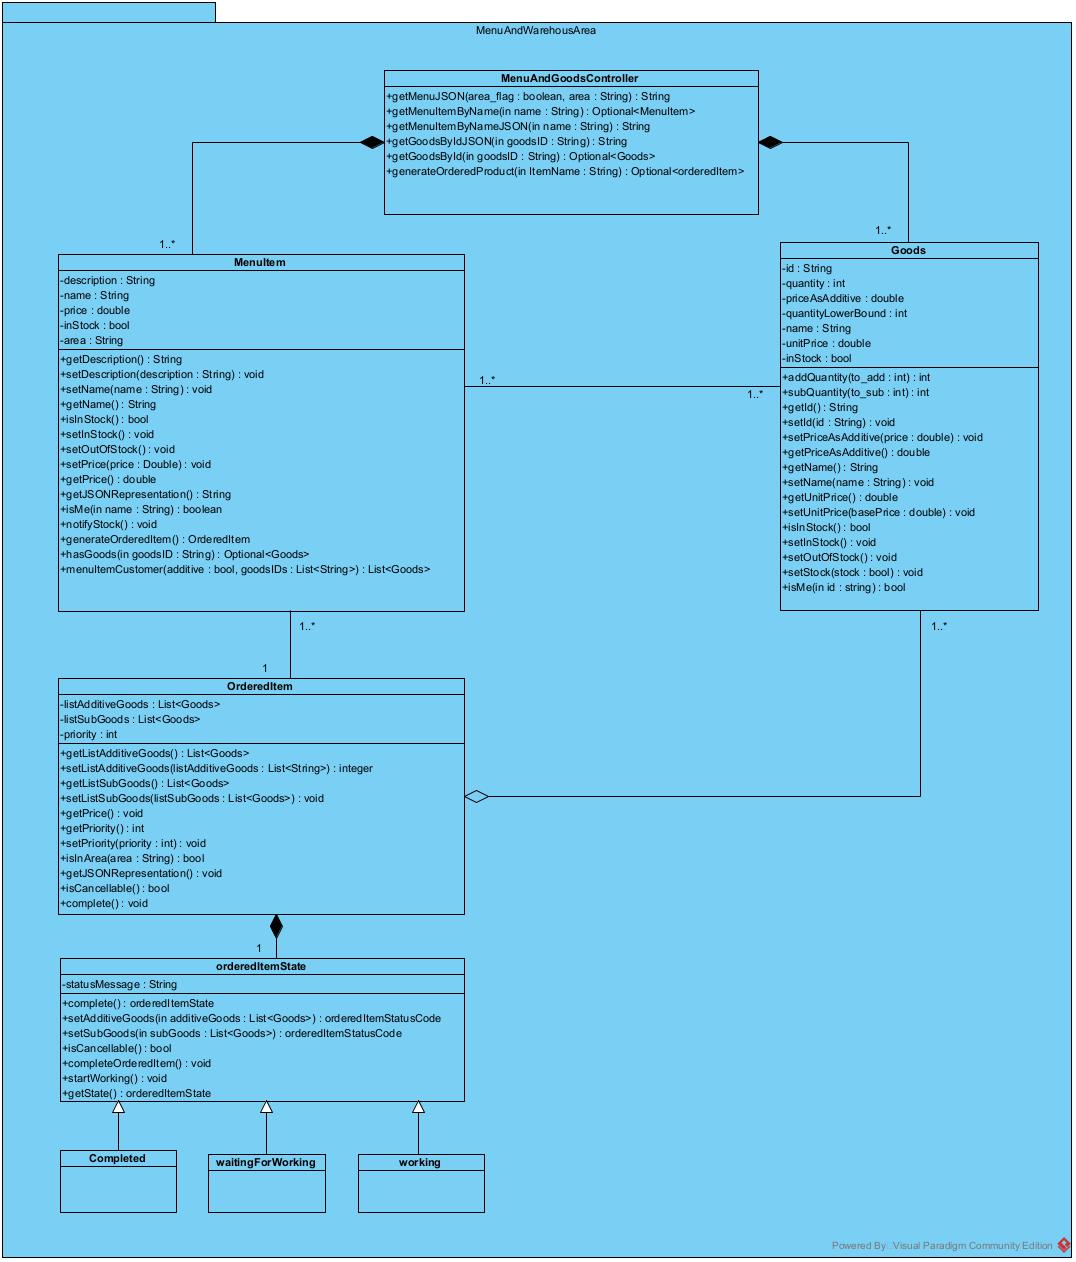 MenuAndWarehousArea
MenuAndGoodsController
+getMenuJSON(area_flag : boolean, area : String) : String
+getMenuItemByName(in name : String) : Optional<MenuItem>
+getMenuItemByNameJSON(in name : String) : String
+getGoodsByIdJSON(in goodsID : String) : String
+getGoodsById(in goodsID : String) : Optional<Goods>
+generateOrderedProduct(in ItemName : String) : Optional<orderedItem>
1..*
1..*
MenuItem
-description : String
-name : String
-price : double
-inStock : bool
-area : String
+getDescription() : String
+setDescription(description : String) : void
+setName(name : String) : void
+getName() : String
+isInStock() : bool
+setInStock() : void
+setOutOfStock() : void
+setPrice(price : Double) : void
+getPrice() : double
+getJSONRepresentation() : String
+isMe(in name : String) : boolean
+notifyStock() : void
+generateOrderedItem() : OrderedItem
+hasGoods(in goodsID : String) : Optional<Goods>
+menuItemCustomer(additive : bool, goodsIDs : List<String>) : List<Goods>
1..*
1..*
Goods
-id : String
-quantity : int
-priceAsAdditive : double
-quantityLowerBound : int
-name : String
-unitPrice : double
-inStock : bool
+addQuantity(to_add : int) : int
+subQuantity(to_sub : int) : int
+getId() : String
+setId(id : String) : void
+setPriceAsAdditive(price : double) : void
+getPriceAsAdditive() : double
+getName() : String
+setName(name : String) : void
+getUnitPrice() : double
+setUnitPrice(basePrice : double) : void
+isInStock() : bool
+setInStock() : void
+setOutOfStock() : void
+setStock(stock : bool) : void
+isMe(in id : string) : bool
1..*
1..*
1
OrderedItem
-listAdditiveGoods : List<Goods>
-listSubGoods : List<Goods>
-priority : int
+getListAdditiveGoods() : List<Goods>
+setListAdditiveGoods(listAdditiveGoods : List<String>) : integer
+getListSubGoods() : List<Goods>
+setListSubGoods(listSubGoods : List<Goods>) : void
+getPrice() : void
+getPriority() : int
+setPriority(priority : int) : void
+isInArea(area : String) : bool
+getJSONRepresentation() : void
+isCancellable() : bool
+complete() : void
1
orderedItemState
-statusMessage : String
+complete() : orderedItemState
+setAdditiveGoods(in additiveGoods : List<Goods>) : orderedItemStatusCode
+setSubGoods(in subGoods : List<Goods>) : orderedItemStatusCode
+isCancellable() : bool
+completeOrderedItem() : void
+startWorking() : void
+getState() : orderedItemState
Completed
waitingForWorking
working
Powered By Visual Paradigm Community Edition